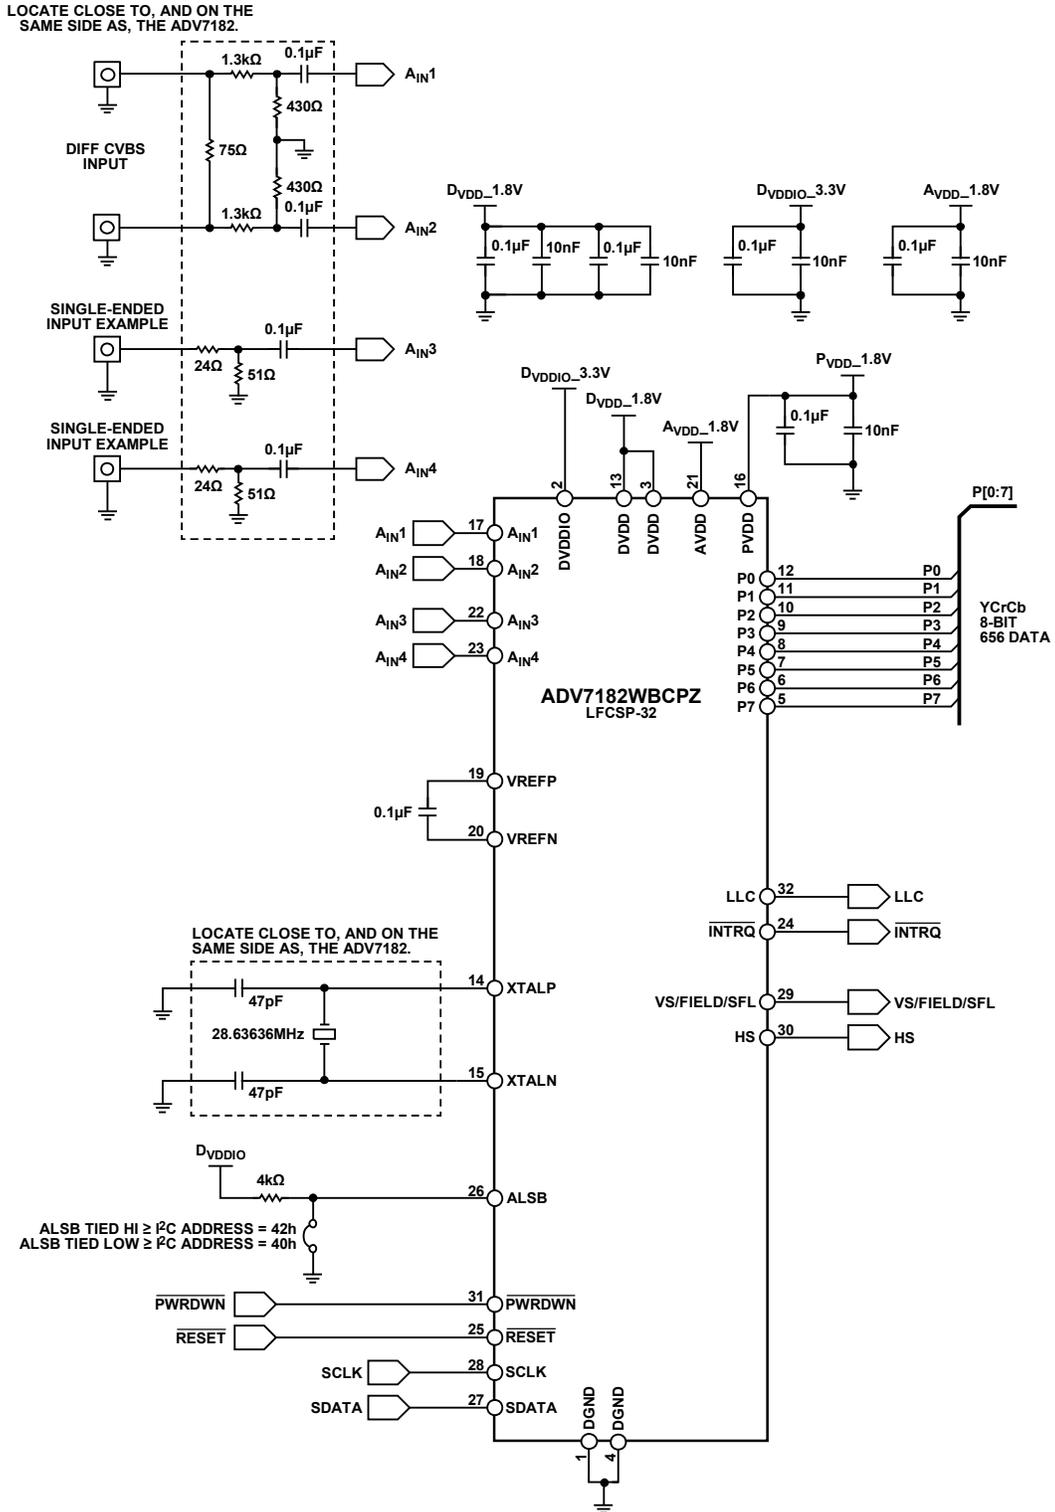 LOCATE CLOSE TO, AND ON THE
SAME SIDE AS, THE ADV7182.
1.3kΩ
0.1µF
AIN1
430Ω
DIFF CVBS
INPUT
75Ω
430Ω
1.3kΩ
0.1µF
AIN2
SINGLE-ENDED
INPUT EXAMPLE
0.1µF
AIN3
24Ω
51Ω
SINGLE-ENDED
INPUT EXAMPLE
0.1µF
AIN4
24Ω
51Ω
DVDD_1.8V
0.1µF
10nF
0.1µF
10nF
DVDDIO_3.3V
0.1µF
10nF
AVDD_1.8V
0.1µF
10nF
DVDDIO_3.3V
DVDD_1.8V
AVDD_1.8V
PVDD_1.8V
0.1µF
10nF
2
13
3
21
16
DVDDIO
DVDD
DVDD
AVDD
PVDD
AIN1
17
AIN1
AIN2
18
AIN2
AIN3
22
AIN3
AIN4
23
AIN4
P[0:7]
P0
12
P0
P1
11
P1
P2
10
P2
P3
9
P3
P4
8
P4
P5
7
P5
P6
6
P6
P7
5
P7
YCrCb
8-BIT
656 DATA
ADV7182WBCPZ
LFCSP-32
19
VREFP
0.1µF
20
VREFN
LLC
32
LLC
INTRQ
24
INTRQ
LOCATE CLOSE TO, AND ON THE
SAME SIDE AS, THE ADV7182.
47pF
14
XTALP
28.63636MHz
47pF
15
XTALN
VS/FIELD/SFL
29
VS/FIELD/SFL
HS
30
HS
DVDDIO
4kΩ
26
ALSB
ALSB TIED HI ≥ I2C ADDRESS = 42h
ALSB TIED LOW ≥ I2C ADDRESS = 40h
PWRDWN
31
PWRDWN
RESET
25
RESET
SCLK
28
SCLK
SDATA
27
SDATA
DGND
DGND
1
4